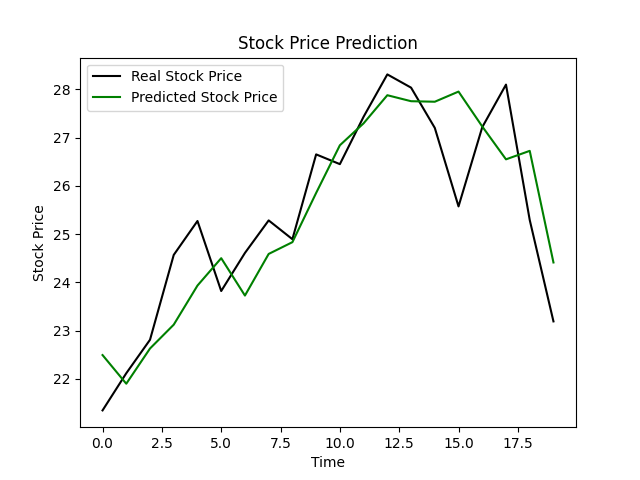 Stock Price Prediction
Real Stock Price
Predicted Stock Price
Stock Price
28
27
26
25
24
23
22
0.0 2.5 5.0 7.5 10.0 12.5 15.0 17.5
Time